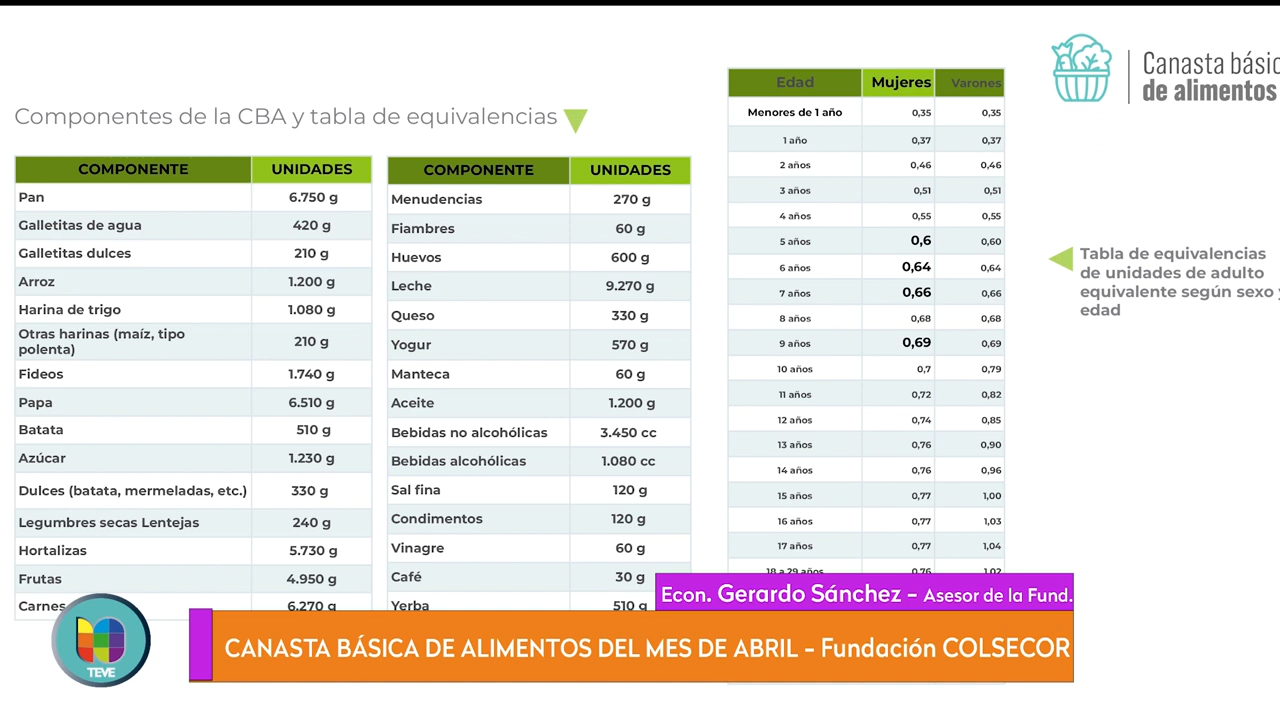 Canasta básic
de alimentos
Componentes de la CBA y tabla de equivalencias
COMPONENTE UNIDADES
Pan 6.750 g
Galletitas de agua 420 g
Galletitas dulces 210 g
Arroz 1.200 g
Harina de trigo 1.080 g
Otras harinas (maíz, tipo
polenta) 210 g
Fideos 1.740 g
Papa 6.510 g
Batata 510 g
Azúcar 1.230 g
Dulces (batata, mermeladas, etc.) 330 g
Legumbres secas Lentejas 240 g
Hortalizas 5.730 g
Frutas 4.950 g
Carnes 6.270 g
COMPONENTE UNIDADES
Menudencias 270 g
Fiambres 60 g
Huevos 600 g
Leche 9.270 g
Queso 330 g
Yogur 570 g
Manteca 60 g
Aceite 1.200 g
Bebidas no alcohólicas 3.450 cc
Bebidas alcohólicas 1.080 cc
Sal fina 120 g
Condimentos 120 g
Vinagre 60 g
Café 30 g
Yerba 510 g
Edad Mujeres Varones
Menores de 1 año 0,35 0,35
1 año 0,37 0,37
2 años 0,46 0,46
3 años 0,51 0,51
4 años 0,55 0,55
5 años 0,6 0,60
6 años 0,64 0,64
7 años 0,66 0,66
8 años 0,68 0,68
9 años 0,69 0,69
10 años 0,7 0,79
11 años 0,72 0,82
12 años 0,74 0,85
13 años 0,76 0,90
14 años 0,76 0,96
15 años 0,77 1,00
16 años 0,77 1,03
17 años 0,77 1,04
18 a 29 años 0,76 1,02
Tabla de equivalencias
de unidades de adulto
equivalente según sexo y
edad
Econ. Gerardo Sánchez - Asesor de la Fund.
CANASTA BÁSICA DE ALIMENTOS DEL MES DE ABRIL - Fundación COLSECOR
TEVE